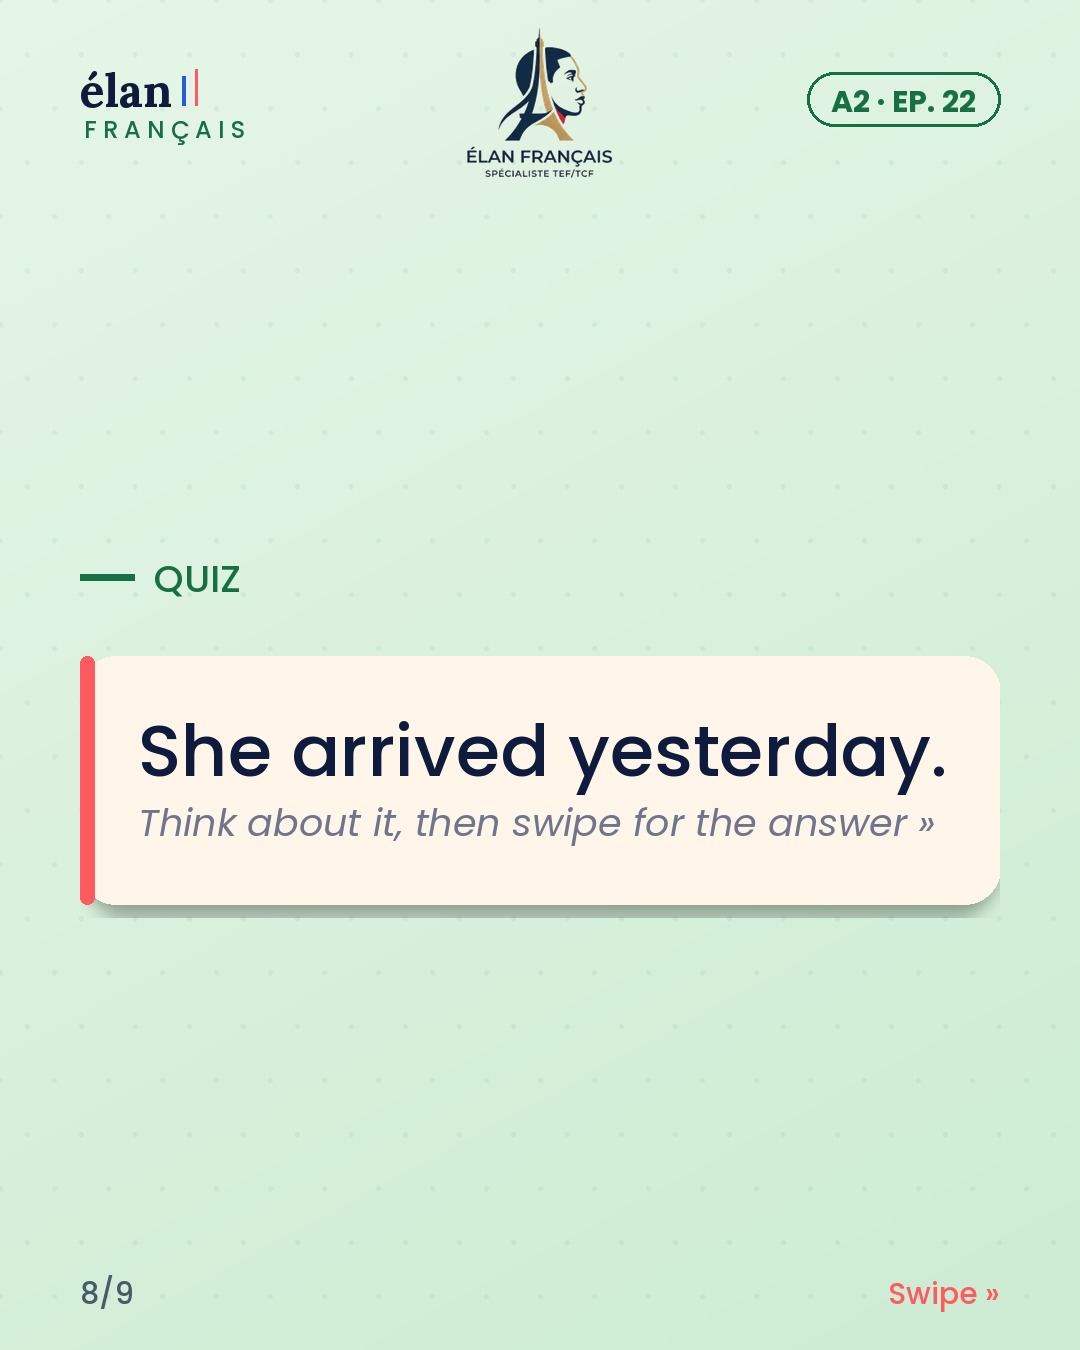 élan
FRANÇAIS
ÉLAN FRANÇAIS
SPÉCIALISTE TEF/TCF
A2 · EP. 22
QUIZ
She arrived yesterday.
Think about it, then swipe for the answer »
8/9
Swipe »